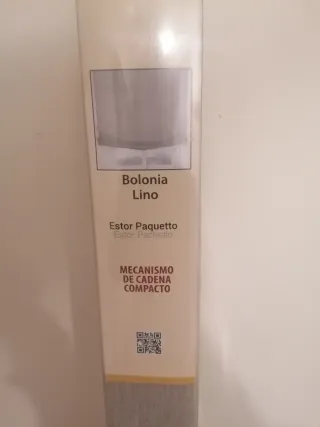 Bolonia
Lino
Estor Paquetto
MECANISMO
DE CADENA
COMPACTO